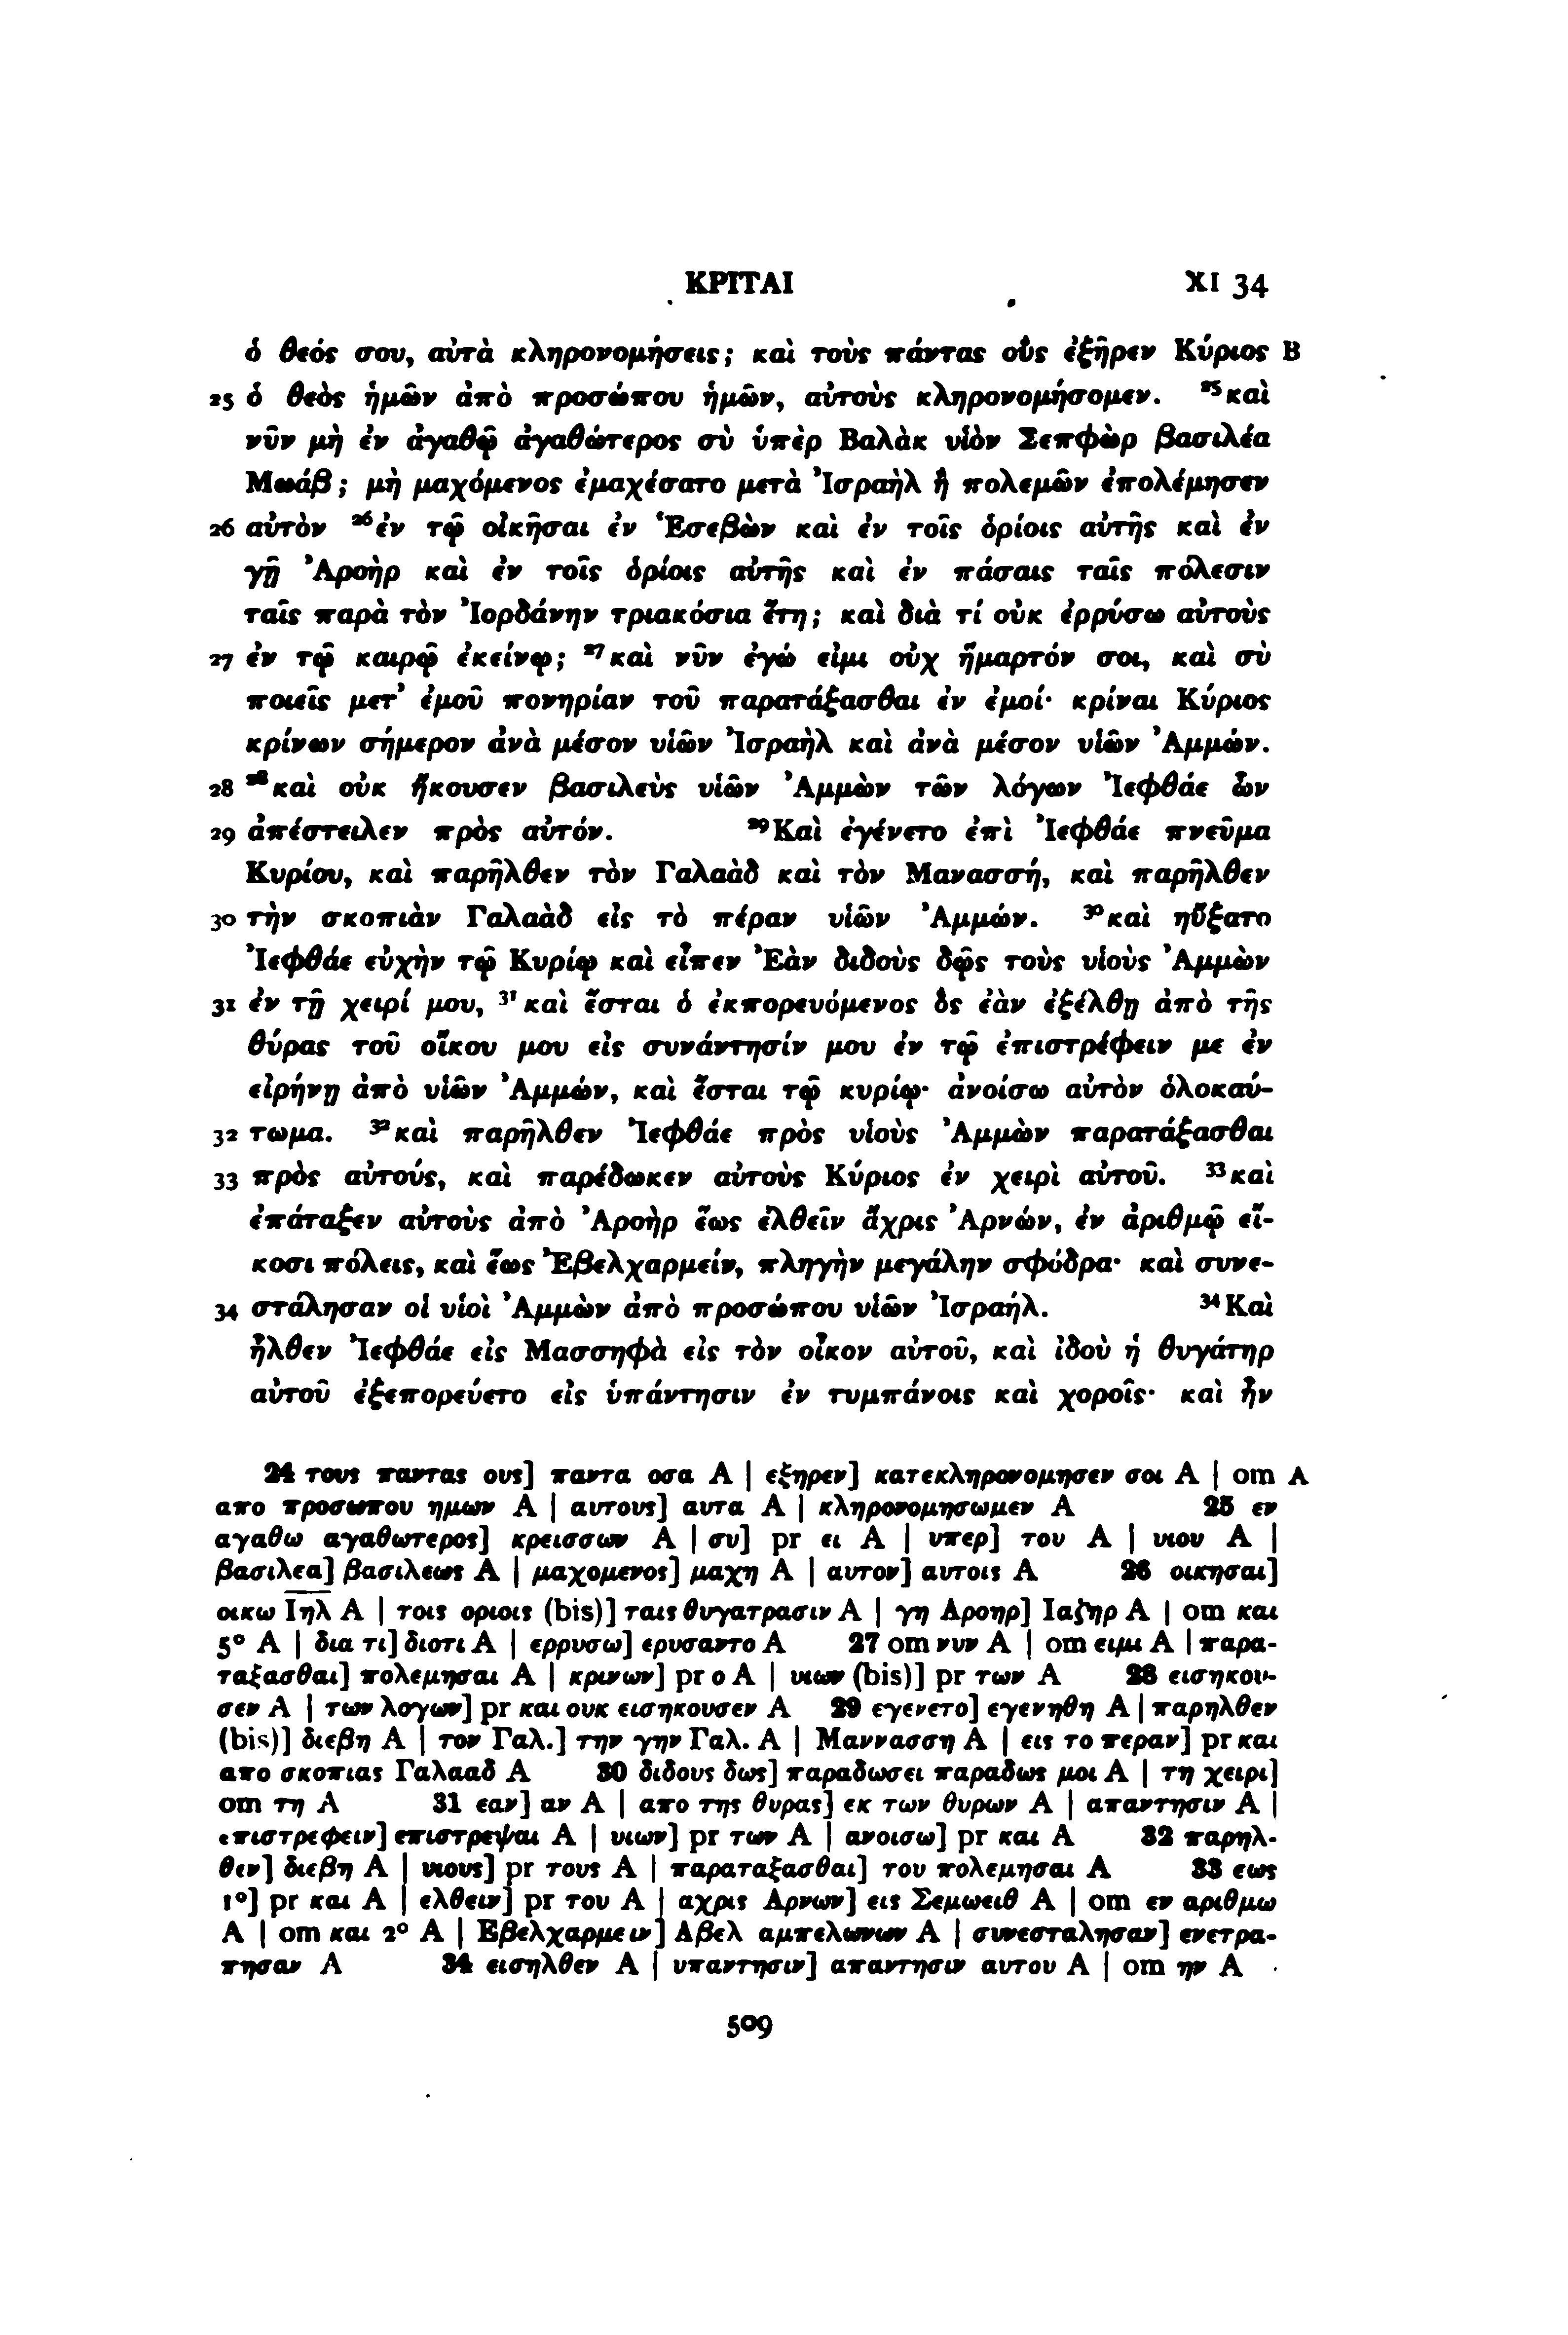 ΚΡΙΤΑΙ XI 34
ὁ θεός σου, αὐτὰ κληρονομήσεις; καὶ τοὺς πάντας οὓς ἐξῆρεν Κύριος B
25 ὁ θεὸς ἡμῶν ἀπὸ προσώπου ἡμῶν, αὐτοὺς κληρονομήσομεν. ²⁵καὶ
νῦν μὴ ἐν ἀγαθῷ ἀγαθώτερος σὺ ὑπὲρ Βαλὰκ υἱὸν Σεπφὼρ βασιλέα
Μωάβ; μὴ μαχόμενος ἐμαχέσατο μετὰ Ἰσραὴλ ἢ πολεμῶν ἐπολέμησεν
26 αὐτὸν ²⁶ἐν τῷ οἰκῆσαι ἐν Ἑσεβὼν καὶ ἐν τοῖς ὁρίοις αὐτῆς καὶ ἐν
γῇ Ἀροὴρ καὶ ἐν τοῖς ὁρίοις αὐτῆς καὶ ἐν πάσαις ταῖς πόλεσιν
ταῖς παρὰ τὸν Ἰορδάνην τριακόσια ἔτη; καὶ διὰ τί οὐκ ἐρρύσω αὐτοὺς
27 ἐν τῷ καιρῷ ἐκείνῳ; ²⁷καὶ νῦν ἐγώ εἰμι οὐχ ἥμαρτόν σοι, καὶ σὺ
ποιεῖς μετ’ ἐμοῦ πονηρίαν τοῦ παρατάξασθαι ἐν ἐμοί· κρίναι Κύριος
κρίνων σήμερον ἀνὰ μέσον υἱῶν Ἰσραὴλ καὶ ἀνὰ μέσον υἱῶν Ἀμμών.
28 ²⁸καὶ οὐκ ἤκουσεν βασιλεὺς υἱῶν Ἀμμὼν τῶν λόγων Ἰεφθάε ὧν
29 ἀπέστειλεν πρὸς αὐτόν. ²⁹Καὶ ἐγένετο ἐπὶ Ἰεφθάε πνεῦμα
Κυρίου, καὶ παρῆλθεν τὸν Γαλαὰδ καὶ τὸν Μανασσή, καὶ παρῆλθεν
30 τὴν σκοπιὰν Γαλαὰδ εἰς τὸ πέραν υἱῶν Ἀμμών. ³⁰καὶ ηὔξατο
Ἰεφθάε εὐχὴν τῷ Κυρίῳ καὶ εἶπεν Ἐὰν διδοὺς δῷς τοὺς υἱοὺς Ἀμμὼν
31 ἐν τῇ χειρί μου, ³¹καὶ ἔσται ὁ ἐκπορευόμενος ὃς ἐὰν ἐξέλθῃ ἀπὸ τῆς
θύρας τοῦ οἴκου μου εἰς συνάντησίν μου ἐν τῷ ἐπιστρέφειν με ἐν
εἰρήνῃ ἀπὸ υἱῶν Ἀμμών, καὶ ἔσται τῷ κυρίῳ· ἀνοίσω αὐτὸν ὁλοκαύ-
32 τωμα. ³²καὶ παρῆλθεν Ἰεφθάε πρὸς υἱοὺς Ἀμμὼν παρατάξασθαι
33 πρὸς αὐτούς, καὶ παρέδωκεν αὐτοὺς Κύριος ἐν χειρὶ αὐτοῦ. ³³καὶ
ἐπάταξεν αὐτοὺς ἀπὸ Ἀροὴρ ἕως ἐλθεῖν ἄχρις Ἀρνών, ἐν ἀριθμῷ εἴ-
κοσι πόλεις, καὶ ἕως Ἐβελχαρμείν, πληγὴν μεγάλην σφόδρα· καὶ συνε-
34 στάλησαν οἱ υἱοὶ Ἀμμὼν ἀπὸ προσώπου υἱῶν Ἰσραήλ. ³⁴Καὶ
ἦλθεν Ἰεφθάε εἰς Μασσηφὰ εἰς τὸν οἶκον αὐτοῦ, καὶ ἰδοὺ ἡ θυγάτηρ
αὐτοῦ ἐξεπορεύετο εἰς ὑπάντησιν ἐν τυμπάνοις καὶ χοροῖς· καὶ ἦν
24 τους παντας ους] παντα οσα A | εξηρεν] κατεκληρονομησεν σοι A | om A
απο προσωπου ημων A | αυτους] αυτα A | κληρονομησωμεν A 25 εν
αγαθω αγαθωτερος] κρεισσων A | συ] pr ει A | υπερ] του A | υιου A |
βασιλεα] βασιλεως A | μαχομενος] μαχη A | αυτον] αυτοις A 26 οικησαι]
οικω Ιηλ A | τοις οριοις (bis)] ταις θυγατρασιν A | γη Αροηρ] Ιαζηρ A | om και
5° A | δια τι] διοτι A | ερρυσω] ερυσαντο A 27 om νυν A | om ειμι A | παρα-
ταξασθαι] πολεμησαι A | κρινων] pr ο A | υιων (bis)] pr των A 28 εισηκου-
σεν A | των λογων] pr και ουκ εισηκουσεν A 29 εγενετο] εγενηθη A | παρηλθεν
(bis)] διεβη A | τον Γαλ.] την γην Γαλ. A | Μαννασση A | εις το περαν] pr και
απο σκοπιας Γαλααδ A 30 διδους δως] παραδωσει παραδως μοι A | τη χειρι]
om τη A 31 εαν] αν A | απο της θυρας] εκ των θυρων A | απαντησιν A |
επιστρεφειν] επιστρεψαι A | υιων] pr των A | ανοισω] pr και A 32 παρηλ-
θεν] διεβη A | υιους] pr τους A | παραταξασθαι] του πολεμησαι A 33 εως
1°] pr και A | ελθειν] pr του A | αχρις Αρνων] εις Σεμωειθ A | om εν αριθμω
A | om και 2° A | Εβελχαρμειν] Αβελ αμπελωνων A | συνεσταλησαν] ενετρα-
πησαν A 34 εισηλθεν A | υπαντησιν] απαντησιν αυτου A | om ην A
509